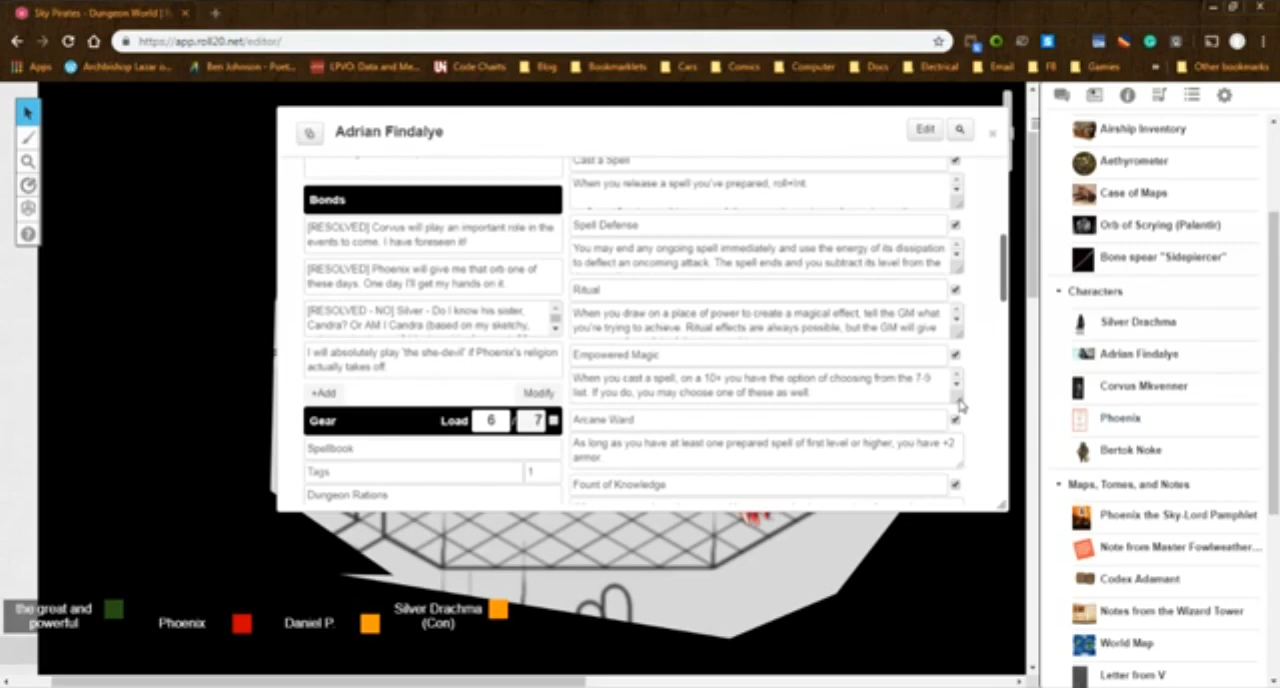 Sky Pirates - Dungeon World |
https://app.roll20.net/editor/
Apps
Archbishop Lazar o...
Ben Johnson - Poet...
LPVO: Data and Me...
Code Charts
Blog
Bookmarklets
Cars
Comics
Computer
Docs
Electrical
Email
FB
Games
»
Other bookmarks
Adrian Findalye
Edit
Bonds
[RESOLVED] Corvus will play an important role in the
events to come. I have foreseen it!
[RESOLVED] Phoenix will give me that orb one of
these days. One day I'll get my hands on it.
[RESOLVED - NO] Silver - Do I know his sister,
Candra? Or AM I Candra (based on my sketchy,
I will absolutely play 'the she-devil' if Phoenix's religion
actually takes off.
+Add
Modify
Gear
Load 6 / 7
Spellbook
Tags
1
Dungeon Rations
Cast a Spell
When you release a spell you've prepared, roll+Int.
Spell Defense
You may end any ongoing spell immediately and use the energy of its dissipation
to deflect an oncoming attack. The spell ends and you subtract its level from the
Ritual
When you draw on a place of power to create a magical effect, tell the GM what
you're trying to achieve. Ritual effects are always possible, but the GM will give
Empowered Magic
When you cast a spell, on a 10+ you have the option of choosing from the 7-9
list. If you do, you may choose one of these as well.
Arcane Ward
As long as you have at least one prepared spell of first level or higher, you have +2
armor.
Fount of Knowledge
Airship Inventory
Aethyrometer
Case of Maps
Orb of Scrying (Palantir)
Bone spear "Sidepiercer"
Characters
Silver Drachma
Adrian Findalye
Corvus Mkvenner
Phoenix
Bertok Noke
Maps, Tomes, and Notes
Phoenix the Sky-Lord Pamphlet
Note from Master Fowlweather...
Codex Adamant
Notes from the Wizard Tower
World Map
Letter from V
the great and
powerful
Phoenix
Daniel P.
Silver Drachma
(Con)